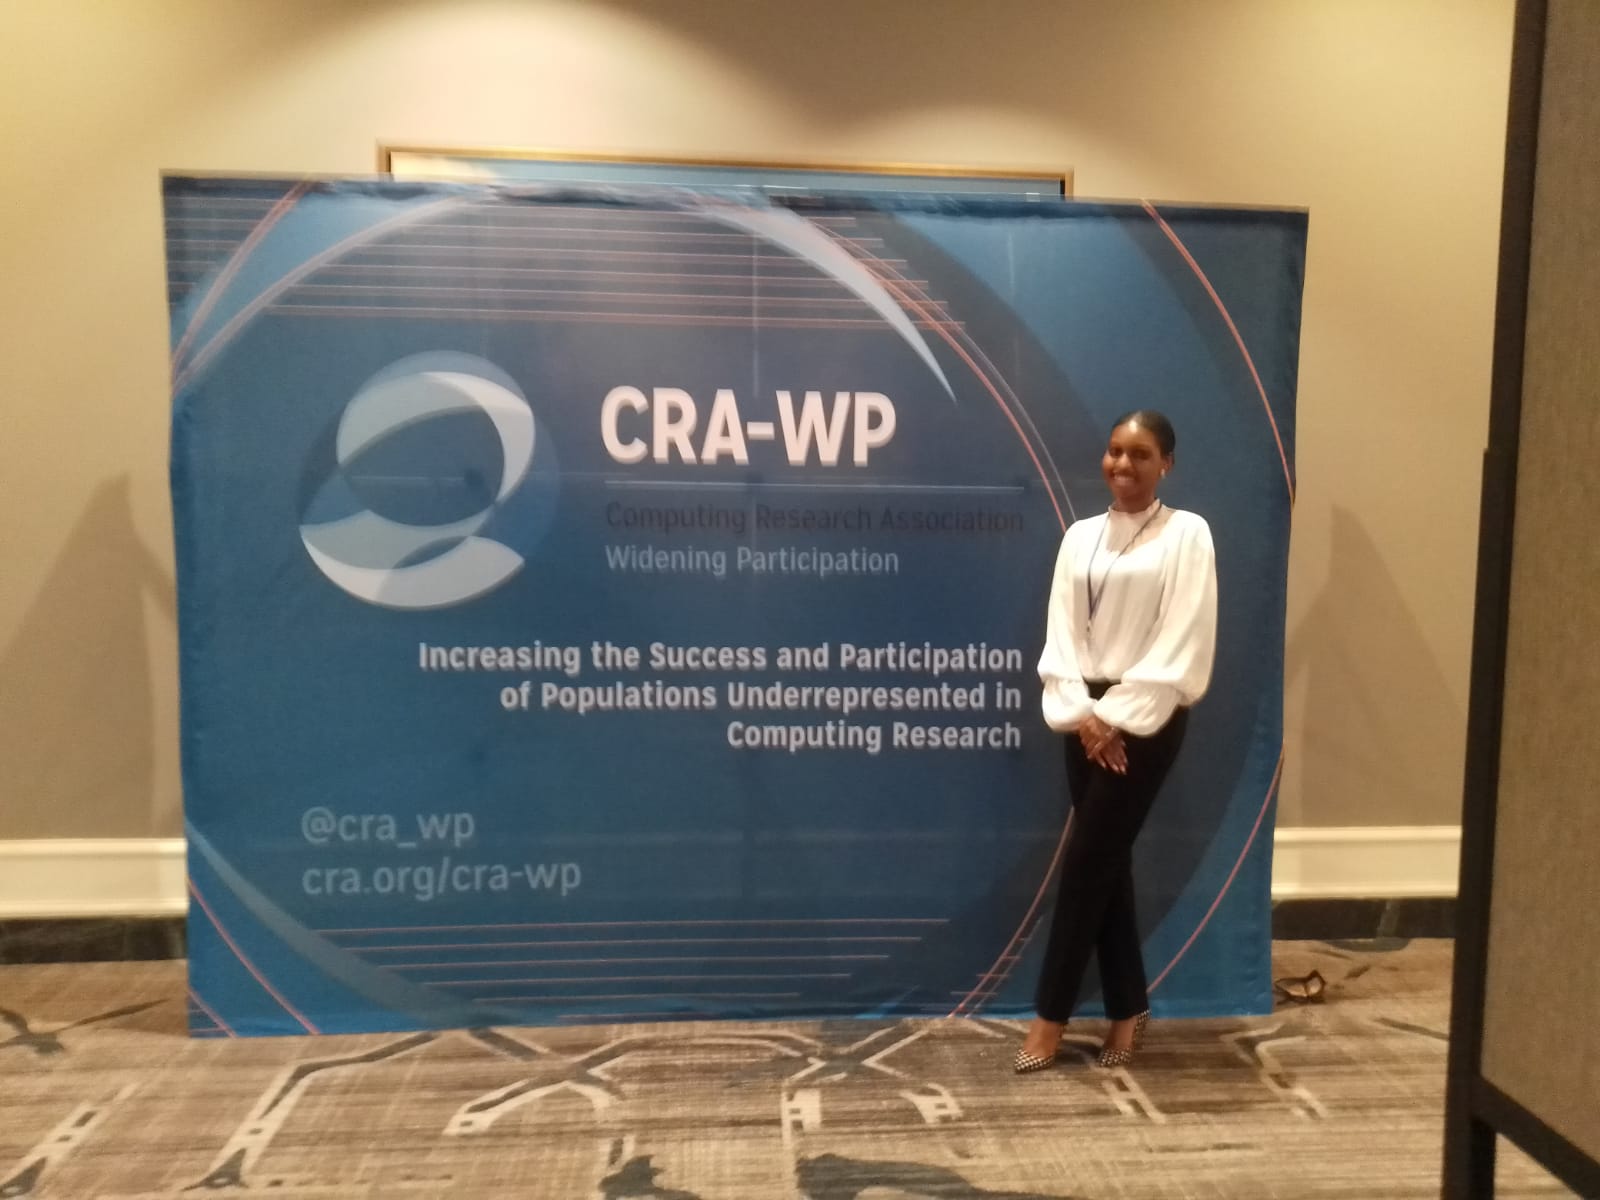 CRA-WP
Computing Research Association
Widening Participation
Increasing the Success and Participation
of Populations Underrepresented in
Computing Research
@cra_wp
cra.org/cra-wp